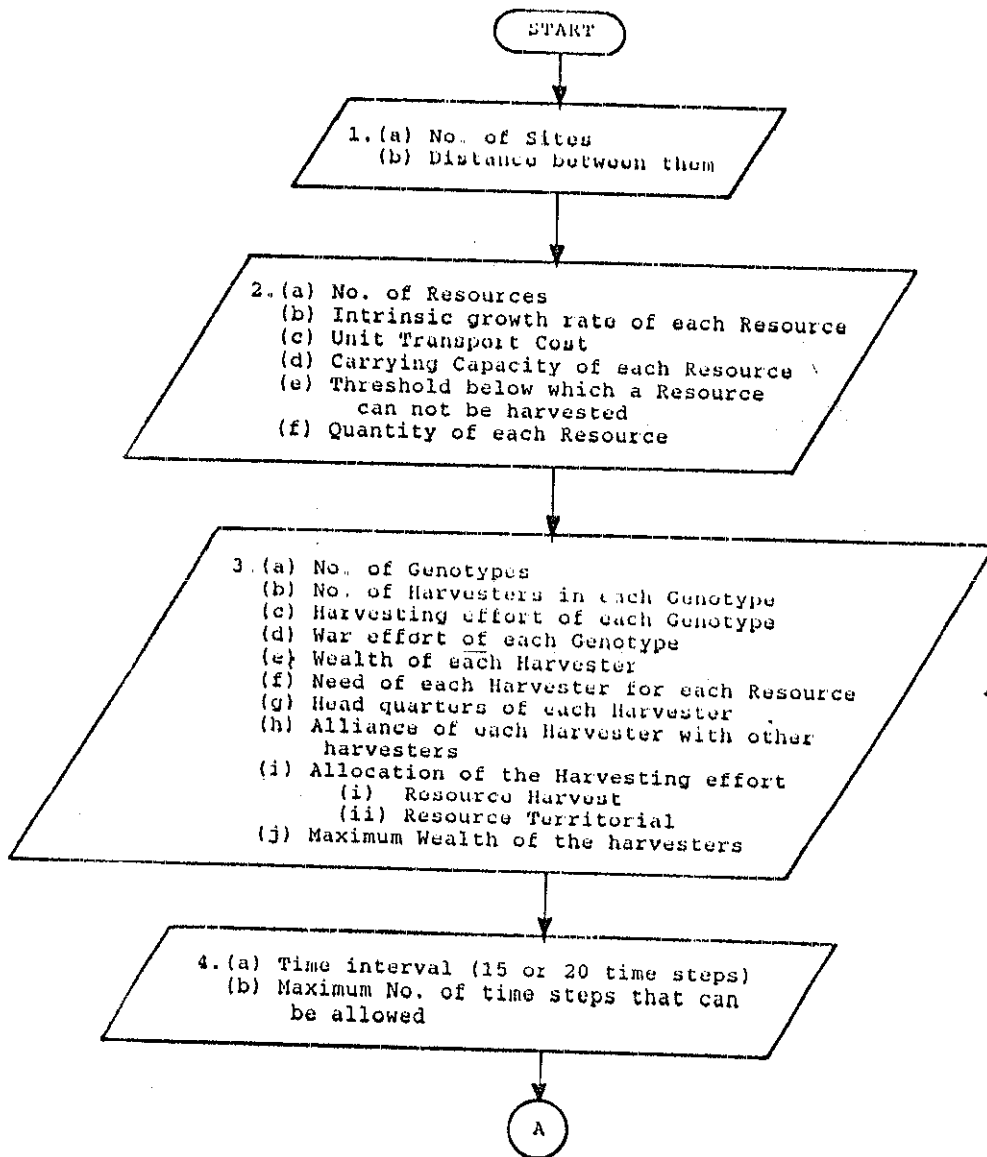 START
1.(a) No. of Sites
(b) Distance between them
2.(a) No. of Resources
(b) Intrinsic growth rate of each Resource
(c) Unit Transport Cost
(d) Carrying Capacity of each Resource
(e) Threshold below which a Resource
can not be harvested
(f) Quantity of each Resource
3.(a) No. of Genotypes
(b) No. of Harvesters in each Genotype
(c) Harvesting effort of each Genotype
(d) War effort of each Genotype
(e) Wealth of each Harvester
(f) Need of each Harvester for each Resource
(g) Head quarters of each Harvester
(h) Alliance of each Harvester with other
harvesters
(i) Allocation of the Harvesting effort
(i) Resource Harvest
(ii) Resource Territorial
(j) Maximum Wealth of the harvesters
4.(a) Time interval (15 or 20 time steps)
(b) Maximum No. of time steps that can
be allowed
A